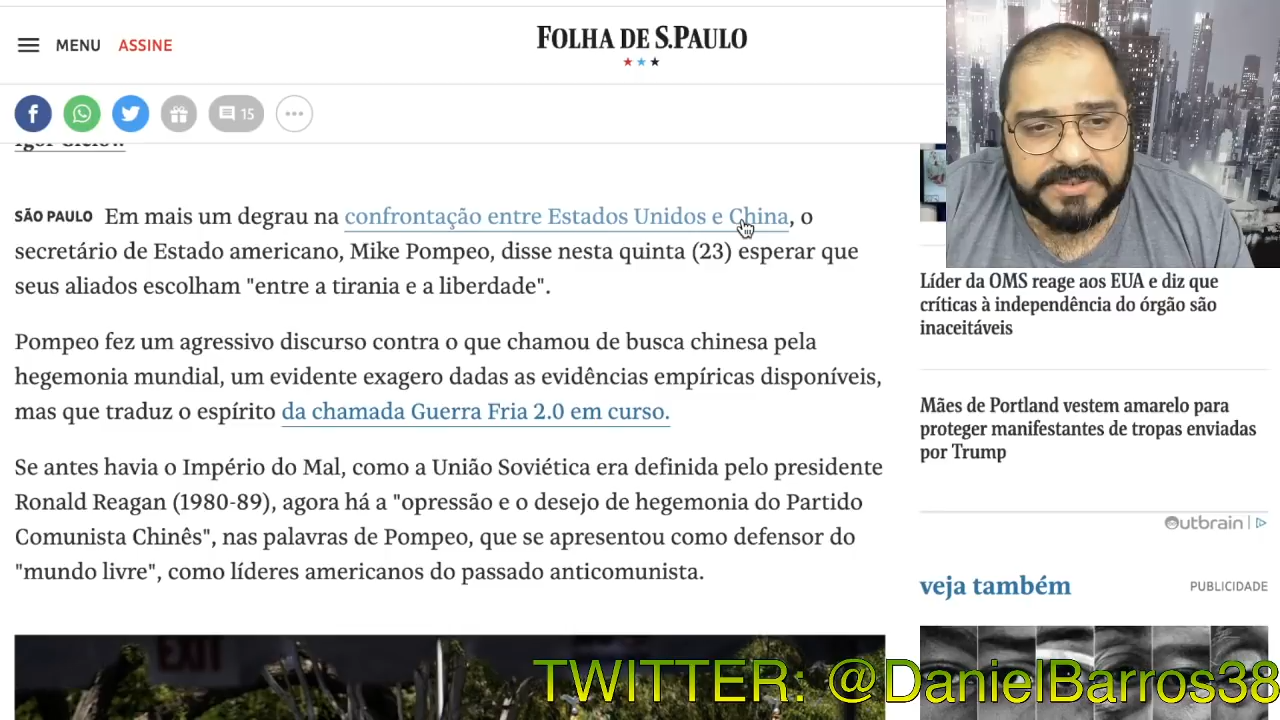 MENU
ASSINE
FOLHA DE S.PAULO
15
SÃO PAULO Em mais um degrau na confrontação entre Estados Unidos e China, o
secretário de Estado americano, Mike Pompeo, disse nesta quinta (23) esperar que
seus aliados escolham "entre a tirania e a liberdade".
Pompeo fez um agressivo discurso contra o que chamou de busca chinesa pela
hegemonia mundial, um evidente exagero dadas as evidências empíricas disponíveis,
mas que traduz o espírito da chamada Guerra Fria 2.0 em curso.
Se antes havia o Império do Mal, como a União Soviética era definida pelo presidente
Ronald Reagan (1980-89), agora há a "opressão e o desejo de hegemonia do Partido
Comunista Chinês", nas palavras de Pompeo, que se apresentou como defensor do
"mundo livre", como líderes americanos do passado anticomunista.
Líder da OMS reage aos EUA e diz que
críticas à independência do órgão são
inaceitáveis
Mães de Portland vestem amarelo para
proteger manifestantes de tropas enviadas
por Trump
Outbrain
veja também
PUBLICIDADE
TWITTER: @DanielBarros38